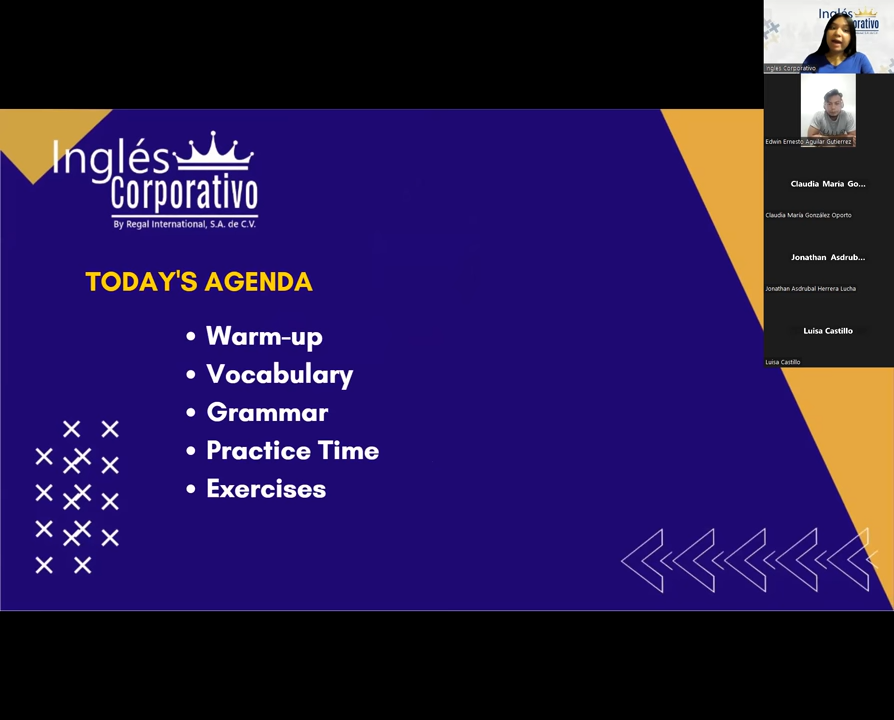 Inglés
Corporativo
By Regal International, S.A. de C.V.
TODAY'S AGENDA
• Warm-up
• Vocabulary
• Grammar
• Practice Time
• Exercises
Inglés
Corporativo
Inglés Corporativo
Edwin Ernesto Aguilar Gutierrez
Claudia Maria Go...
Claudia María González Oporto
Jonathan Asdrub...
Jonathan Asdrubal Herrera Lucha
Luisa Castillo
Luisa Castillo